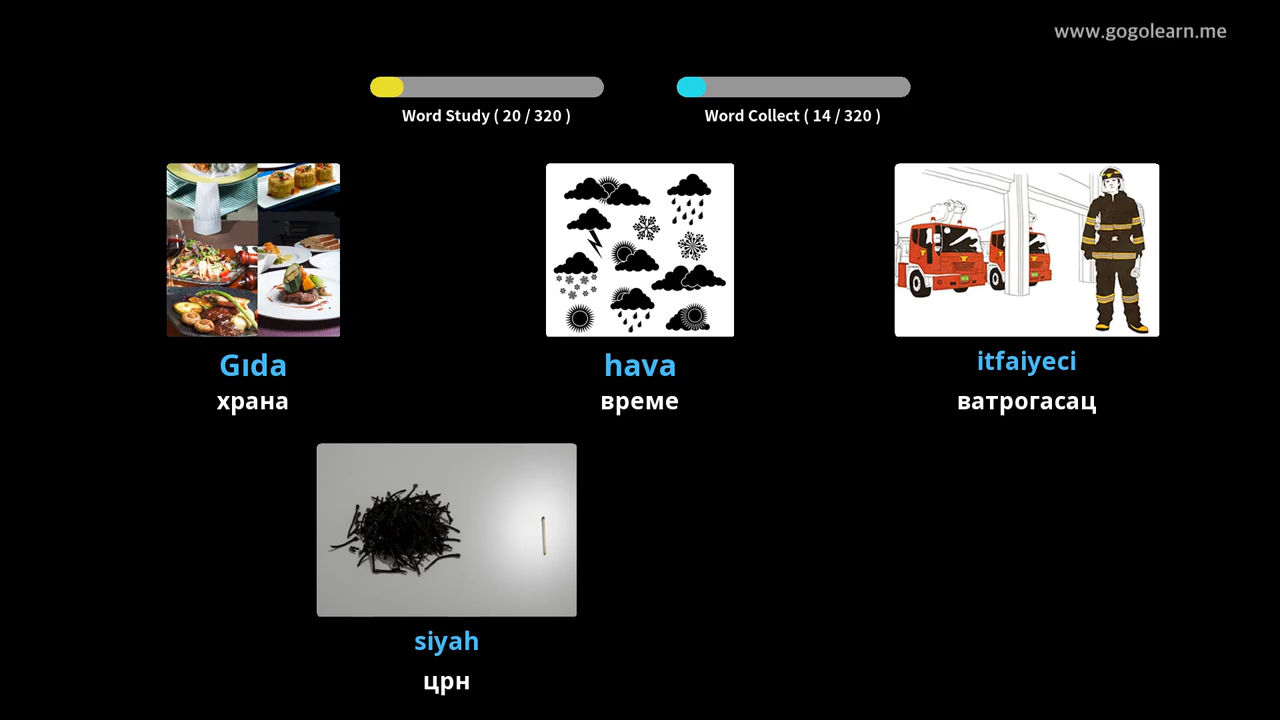 www.gogolearn.me
Word Study ( 20 / 320 )
Word Collect ( 14 / 320 )
Gıda
храна
hava
време
itfaiyeci
ватрогасац
siyah
црн